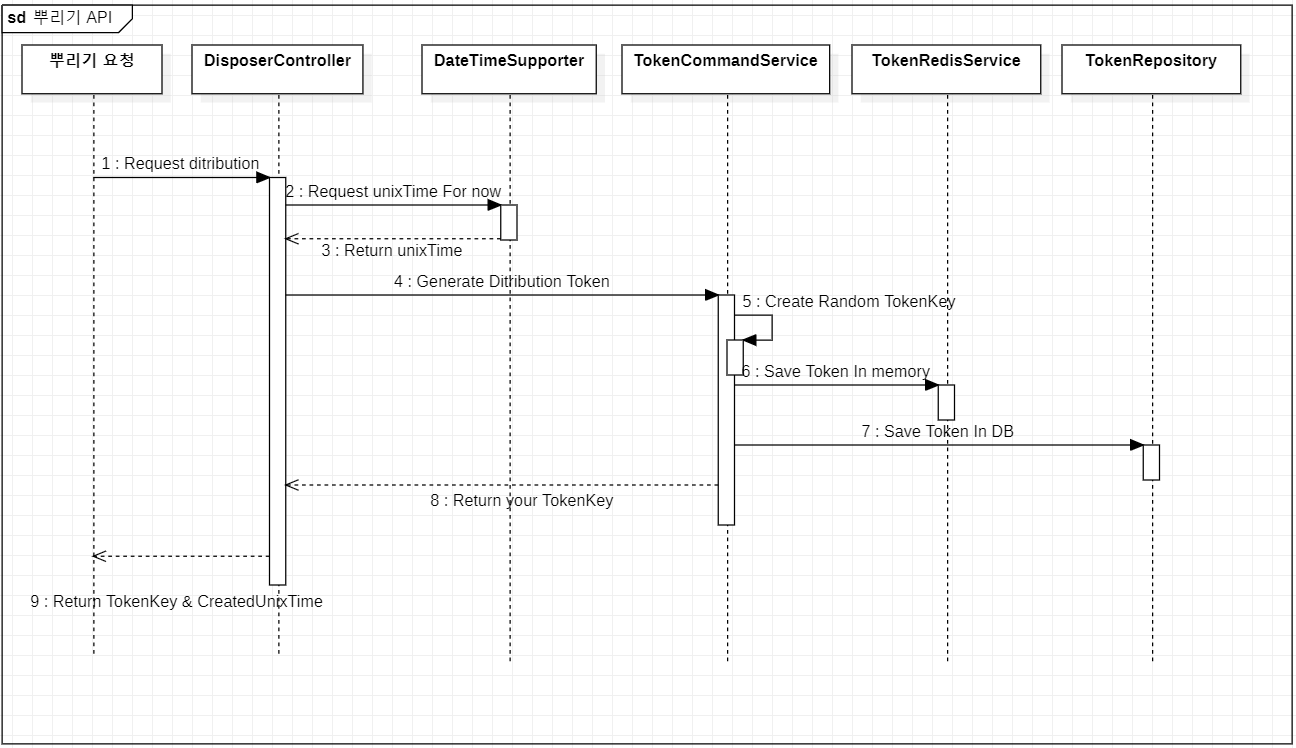 sd 뿌리기 API
뿌리기 요청
DisposerController
DateTimeSupporter
TokenCommandService
TokenRedisService
TokenRepository
1 : Request ditribution
2 : Request unixTime For now
3 : Return unixTime
4 : Generate Ditribution Token
5 : Create Random TokenKey
6 : Save Token In memory
7 : Save Token In DB
8 : Return your TokenKey
9 : Return TokenKey & CreatedUnixTime